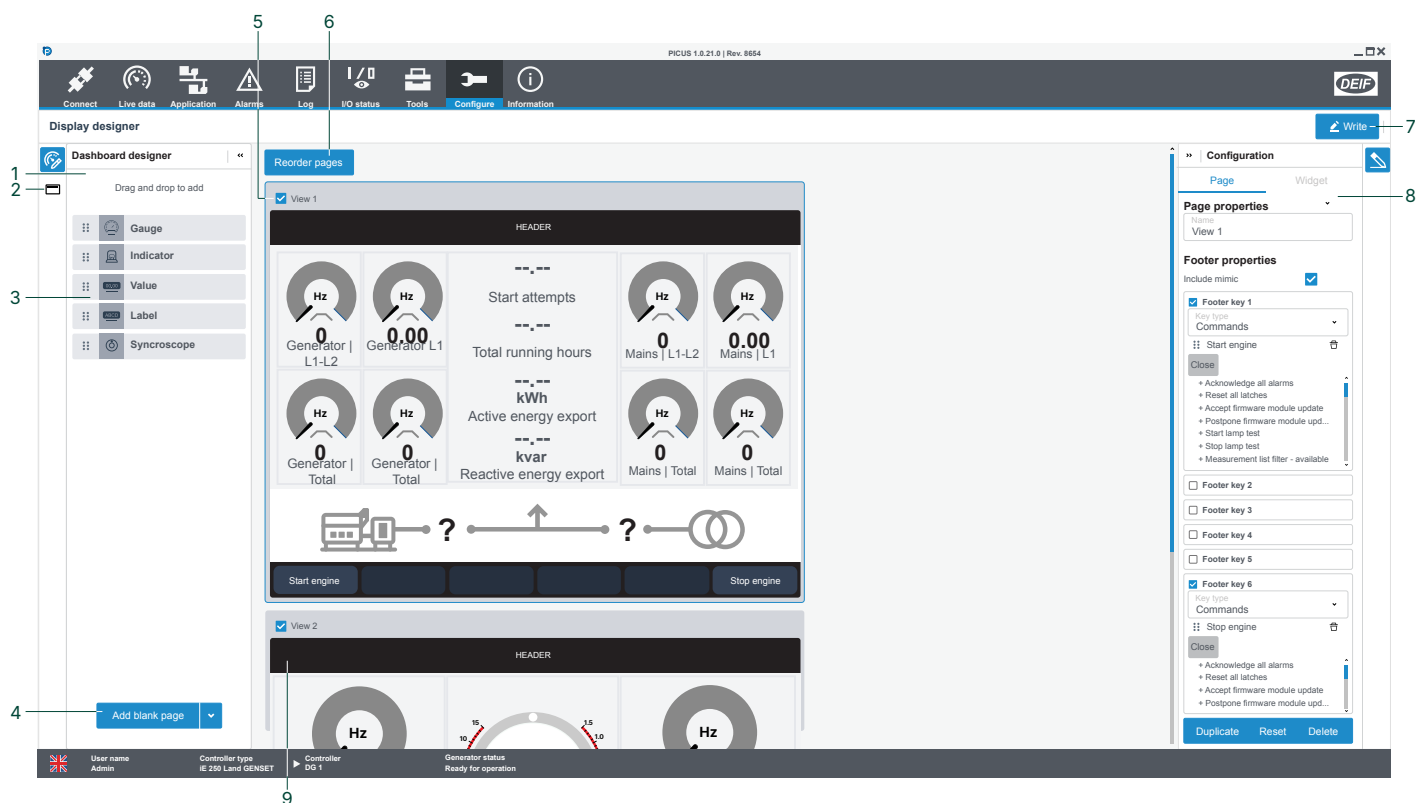 5
6
PICUS 1.0.21.0 | Rev. 8654
Connect
Live data
Application
Alarms
Log
I/O status
Tools
Configure
Information
DEIF
Display designer
Write
7
Dashboard designer
«
1
2
Drag and drop to add
Gauge
Indicator
3
Value
Label
Syncroscope
4
Add blank page
Reorder pages
View 1
HEADER
Hz
0
Generator |
L1-L2
Hz
0.00
Generator L1
--.--
Start attempts
--.--
Total running hours
Hz
0
Mains | L1-L2
Hz
0.00
Mains | L1
Hz
0
Generator |
Total
Hz
0
Generator |
Total
--.--
kWh
Active energy export
--.--
kvar
Reactive energy export
Hz
0
Mains | Total
Hz
0
Mains | Total
?
?
Start engine
Stop engine
View 2
HEADER
Hz
15
10
1.5
1.0
Hz
» Configuration
Page
Widget
8
Page properties
Name
View 1
Footer properties
Include mimic
Footer key 1
Key type
Commands
Start engine
Close
+ Acknowledge all alarms
+ Reset all latches
+ Accept firmware module update
+ Postpone firmware module upd...
+ Start lamp test
+ Stop lamp test
+ Measurement list filter - available
Footer key 2
Footer key 3
Footer key 4
Footer key 5
Footer key 6
Key type
Commands
Stop engine
Close
+ Acknowledge all alarms
+ Reset all latches
+ Accept firmware module update
+ Postpone firmware module upd...
Duplicate
Reset
Delete
User name
Admin
Controller type
iE 250 Land GENSET
Controller
DG 1
Generator status
Ready for operation
9